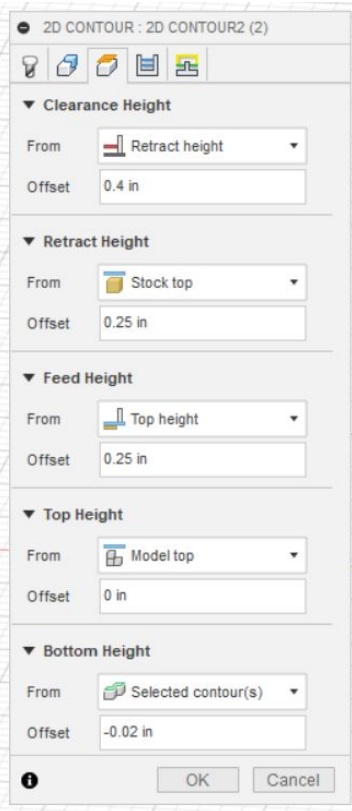 2D CONTOUR : 2D CONTOUR2 (2)
Clearance Height
From Retract height
Offset 0.4 in
Retract Height
From Stock top
Offset 0.25 in
Feed Height
From Top height
Offset 0.25 in
Top Height
From Model top
Offset 0 in
Bottom Height
From Selected contour(s)
Offset -0.02 in
OK Cancel